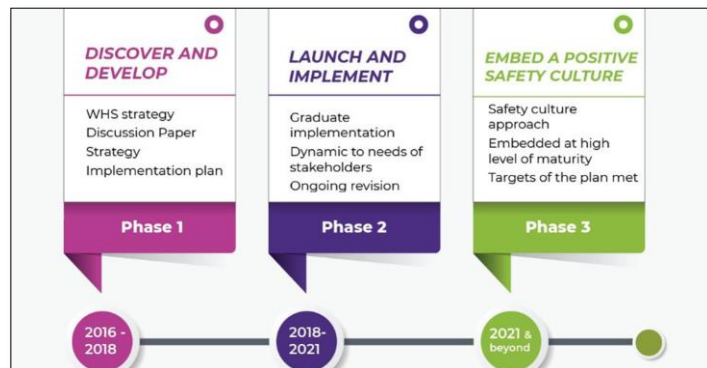 DISCOVER AND
DEVELOP
WHS strategy
Discussion Paper
Strategy
Implementation plan
Phase 1
2016 -
2018
LAUNCH AND
IMPLEMENT
Graduate
implementation
Dynamic to needs of
stakeholders
Ongoing revision
Phase 2
2018-
2021
EMBED A POSITIVE
SAFETY CULTURE
Safety culture
approach
Embedded at high
level of maturity
Targets of the plan met
Phase 3
2021 &
beyond